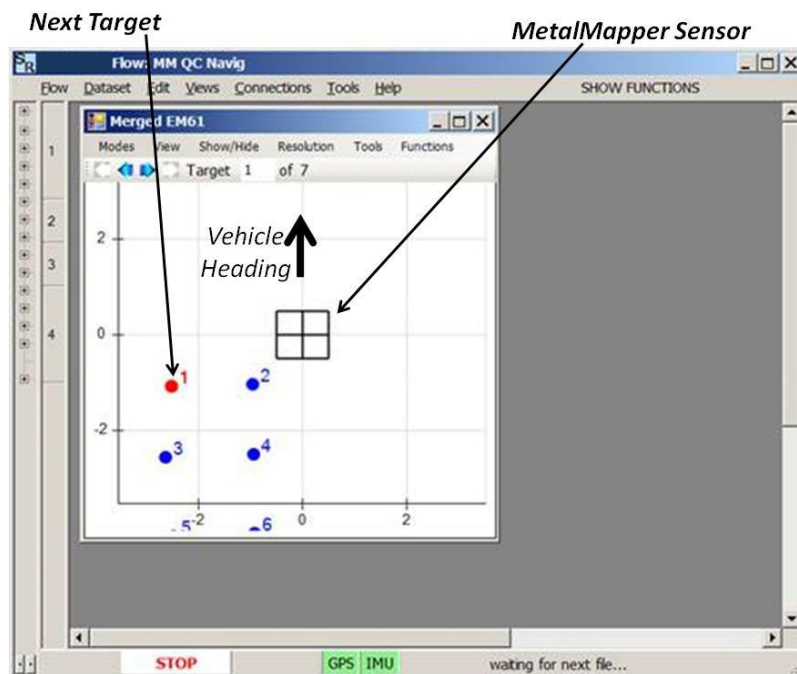 Next Target
MetalMapper Sensor
SR Flow: MM QC Navig
Flow Dataset Edit Views Connections Tools Help SHOW FUNCTIONS
Merged EM61
Modes View Show/Hide Resolution Tools Functions
Target 1 of 7
1
2
3
4
2
0
-2
Vehicle
Heading
1
2
3
4
5
6
-2 0 2
STOP GPS IMU waiting for next file...